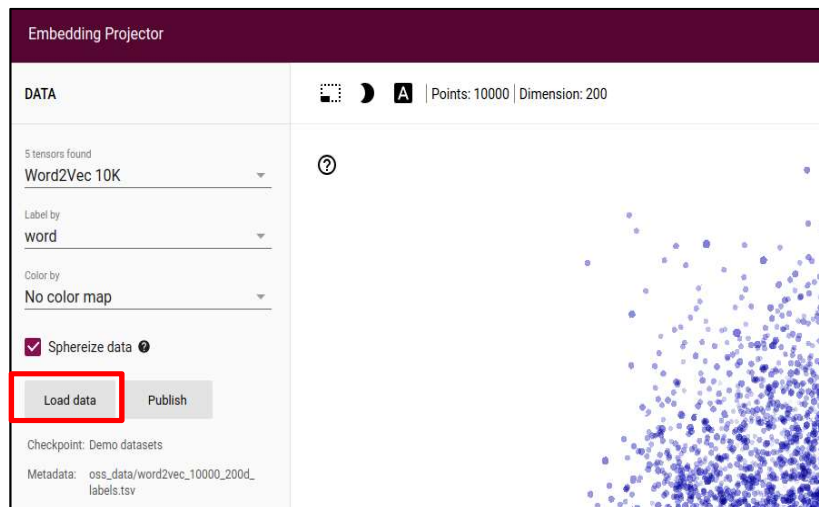 Embedding Projector
DATA
A | Points: 10000 | Dimension: 200
5 tensors found
Word2Vec 10K
?
Label by
word
Color by
No color map
Sphereize data ?
Load data
Publish
Checkpoint: Demo datasets
Metadata: oss_data/word2vec_10000_200d_
labels.tsv